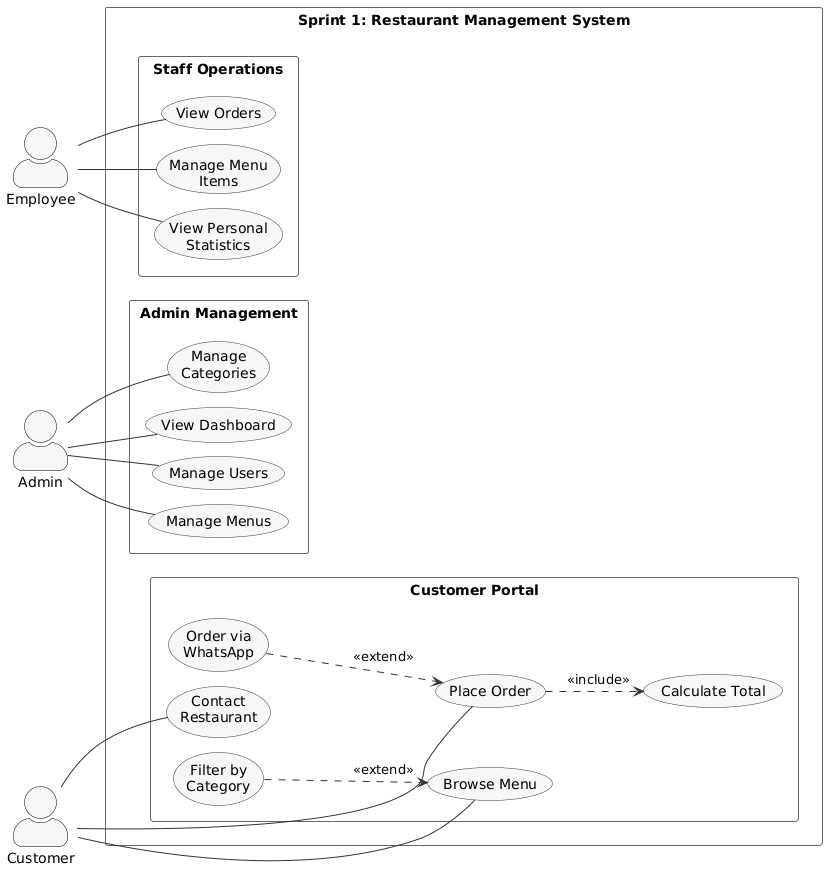 Sprint 1: Restaurant Management System
Staff Operations
View Orders
Manage Menu
Items
View Personal
Statistics
Employee
Admin Management
Manage
Categories
View Dashboard
Manage Users
Manage Menus
Admin
Customer Portal
Order via
WhatsApp
«extend»
Place Order
«include»
Calculate Total
Contact
Restaurant
Filter by
Category
«extend»
Browse Menu
Customer